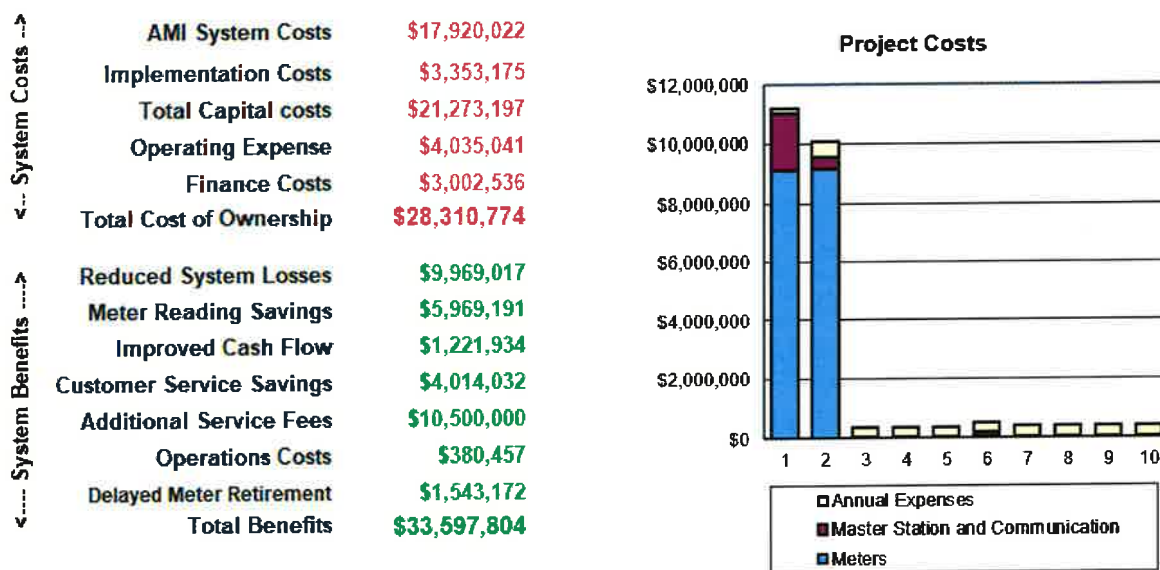 <-- System Costs -->
AMI System Costs $17,920,022
Implementation Costs $3,353,175
Total Capital costs $21,273,197
Operating Expense $4,035,041
Finance Costs $3,002,536
Total Cost of Ownership $28,310,774
<---- System Benefits ---->
Reduced System Losses $9,969,017
Meter Reading Savings $5,969,191
Improved Cash Flow $1,221,934
Customer Service Savings $4,014,032
Additional Service Fees $10,500,000
Operations Costs $380,457
Delayed Meter Retirement $1,543,172
Total Benefits $33,597,804
Project Costs
$12,000,000
$10,000,000
$8,000,000
$6,000,000
$4,000,000
$2,000,000
$0
1 2 3 4 5 6 7 8 9 10
Annual Expenses
Master Station and Communication
Meters